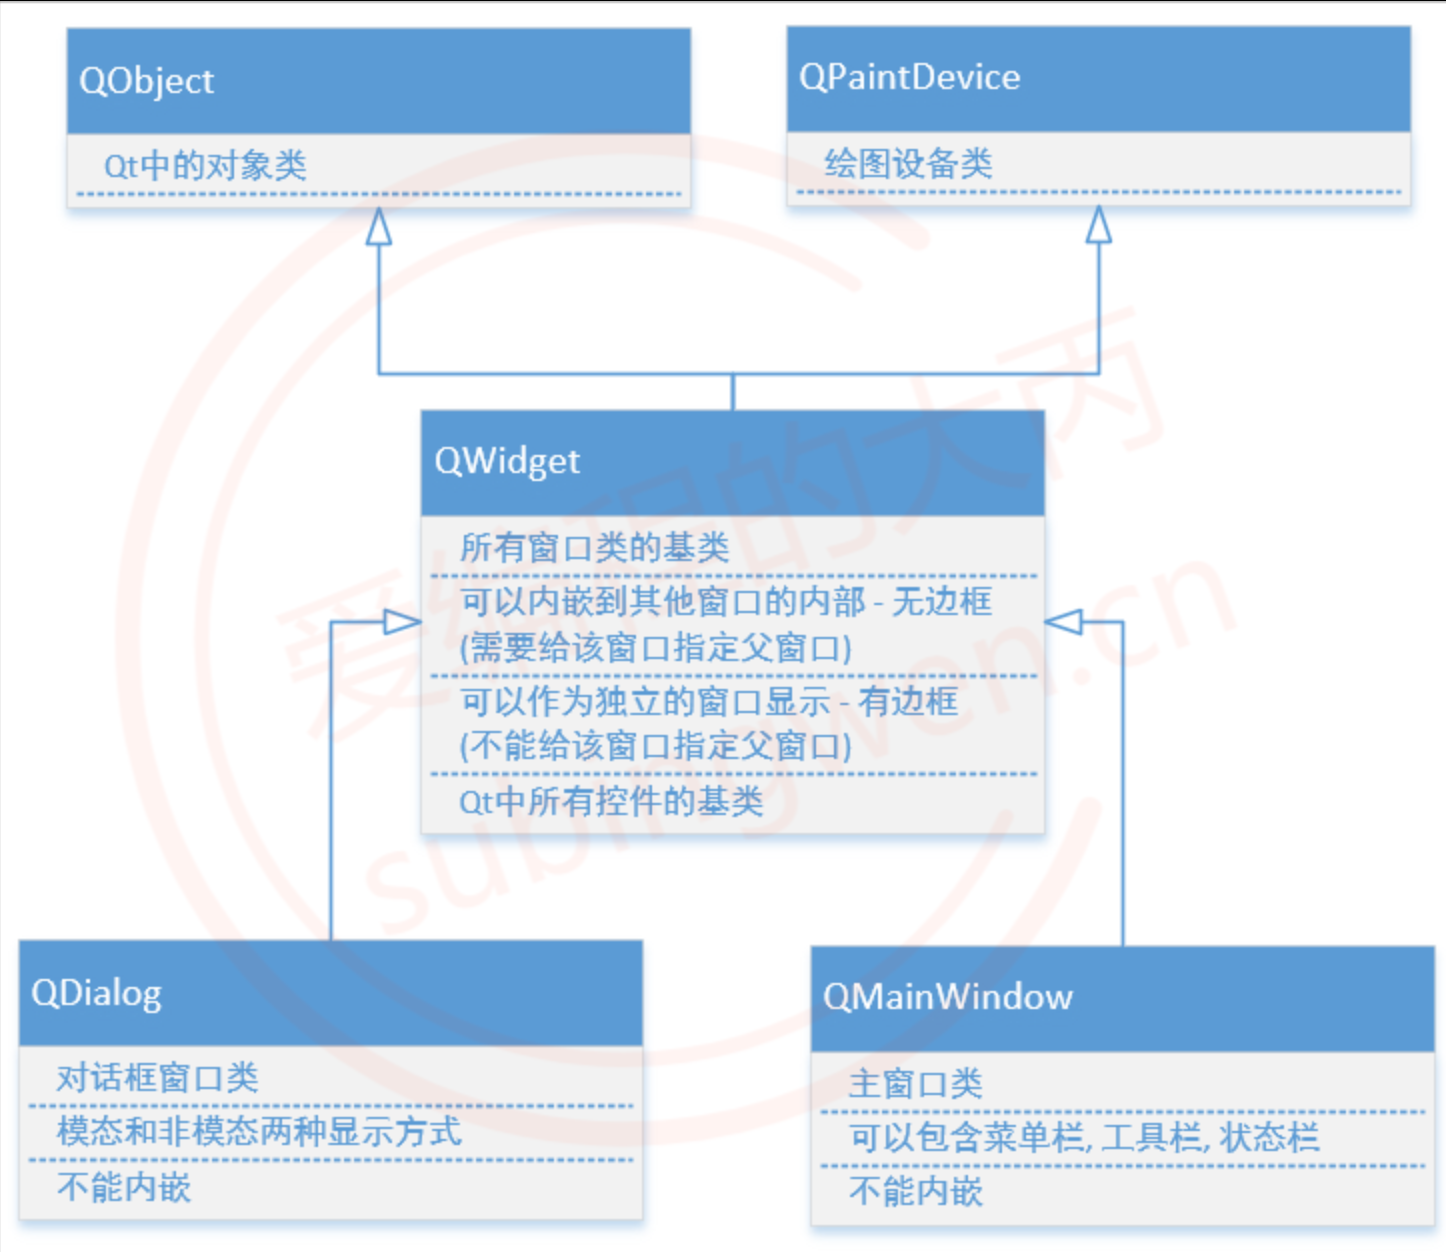 QObject
Qt中的对象类
QPaintDevice
绘图设备类
QWidget
所有窗口类的基类
可以内嵌到其他窗口的内部 - 无边框
(需要给该窗口指定父窗口)
可以作为独立的窗口显示 - 有边框
(不能给该窗口指定父窗口)
Qt中所有控件的基类
QDialog
对话框窗口类
模态和非模态两种显示方式
不能内嵌
QMainWindow
主窗口类
可以包含菜单栏, 工具栏, 状态栏
不能内嵌
爱编程的大丙
subingwen.cn